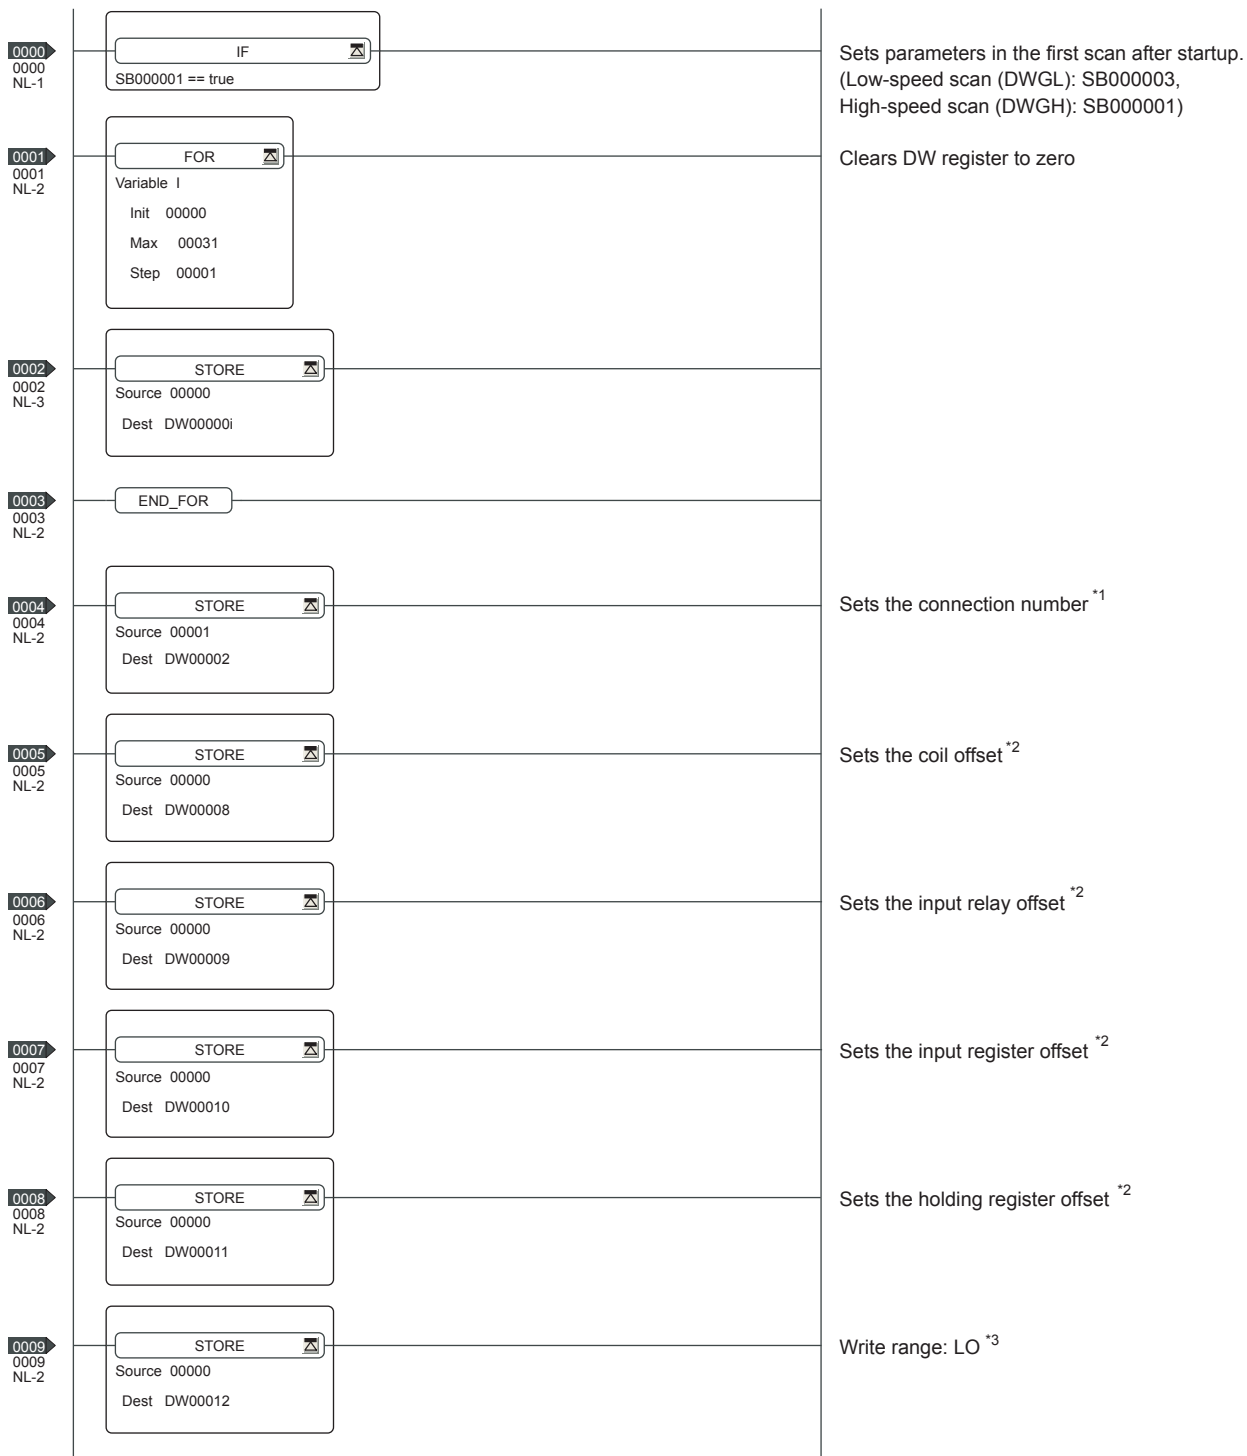 0000
0000
NL-1
IF
SB000001 == true
Sets parameters in the first scan after startup.
(Low-speed scan (DWGL): SB000003,
High-speed scan (DWGH): SB000001)
0001
0001
NL-2
FOR
Variable I
Init 00000
Max 00031
Step 00001
Clears DW register to zero
0002
0002
NL-3
STORE
Source 00000
Dest DW00000i
0003
0003
NL-2
END_FOR
0004
0004
NL-2
STORE
Source 00001
Dest DW00002
Sets the connection number *1
0005
0005
NL-2
STORE
Source 00000
Dest DW00008
Sets the coil offset *2
0006
0006
NL-2
STORE
Source 00000
Dest DW00009
Sets the input relay offset *2
0007
0007
NL-2
STORE
Source 00000
Dest DW00010
Sets the input register offset *2
0008
0008
NL-2
STORE
Source 00000
Dest DW00011
Sets the holding register offset *2
0009
0009
NL-2
STORE
Source 00000
Dest DW00012
Write range: LO *3